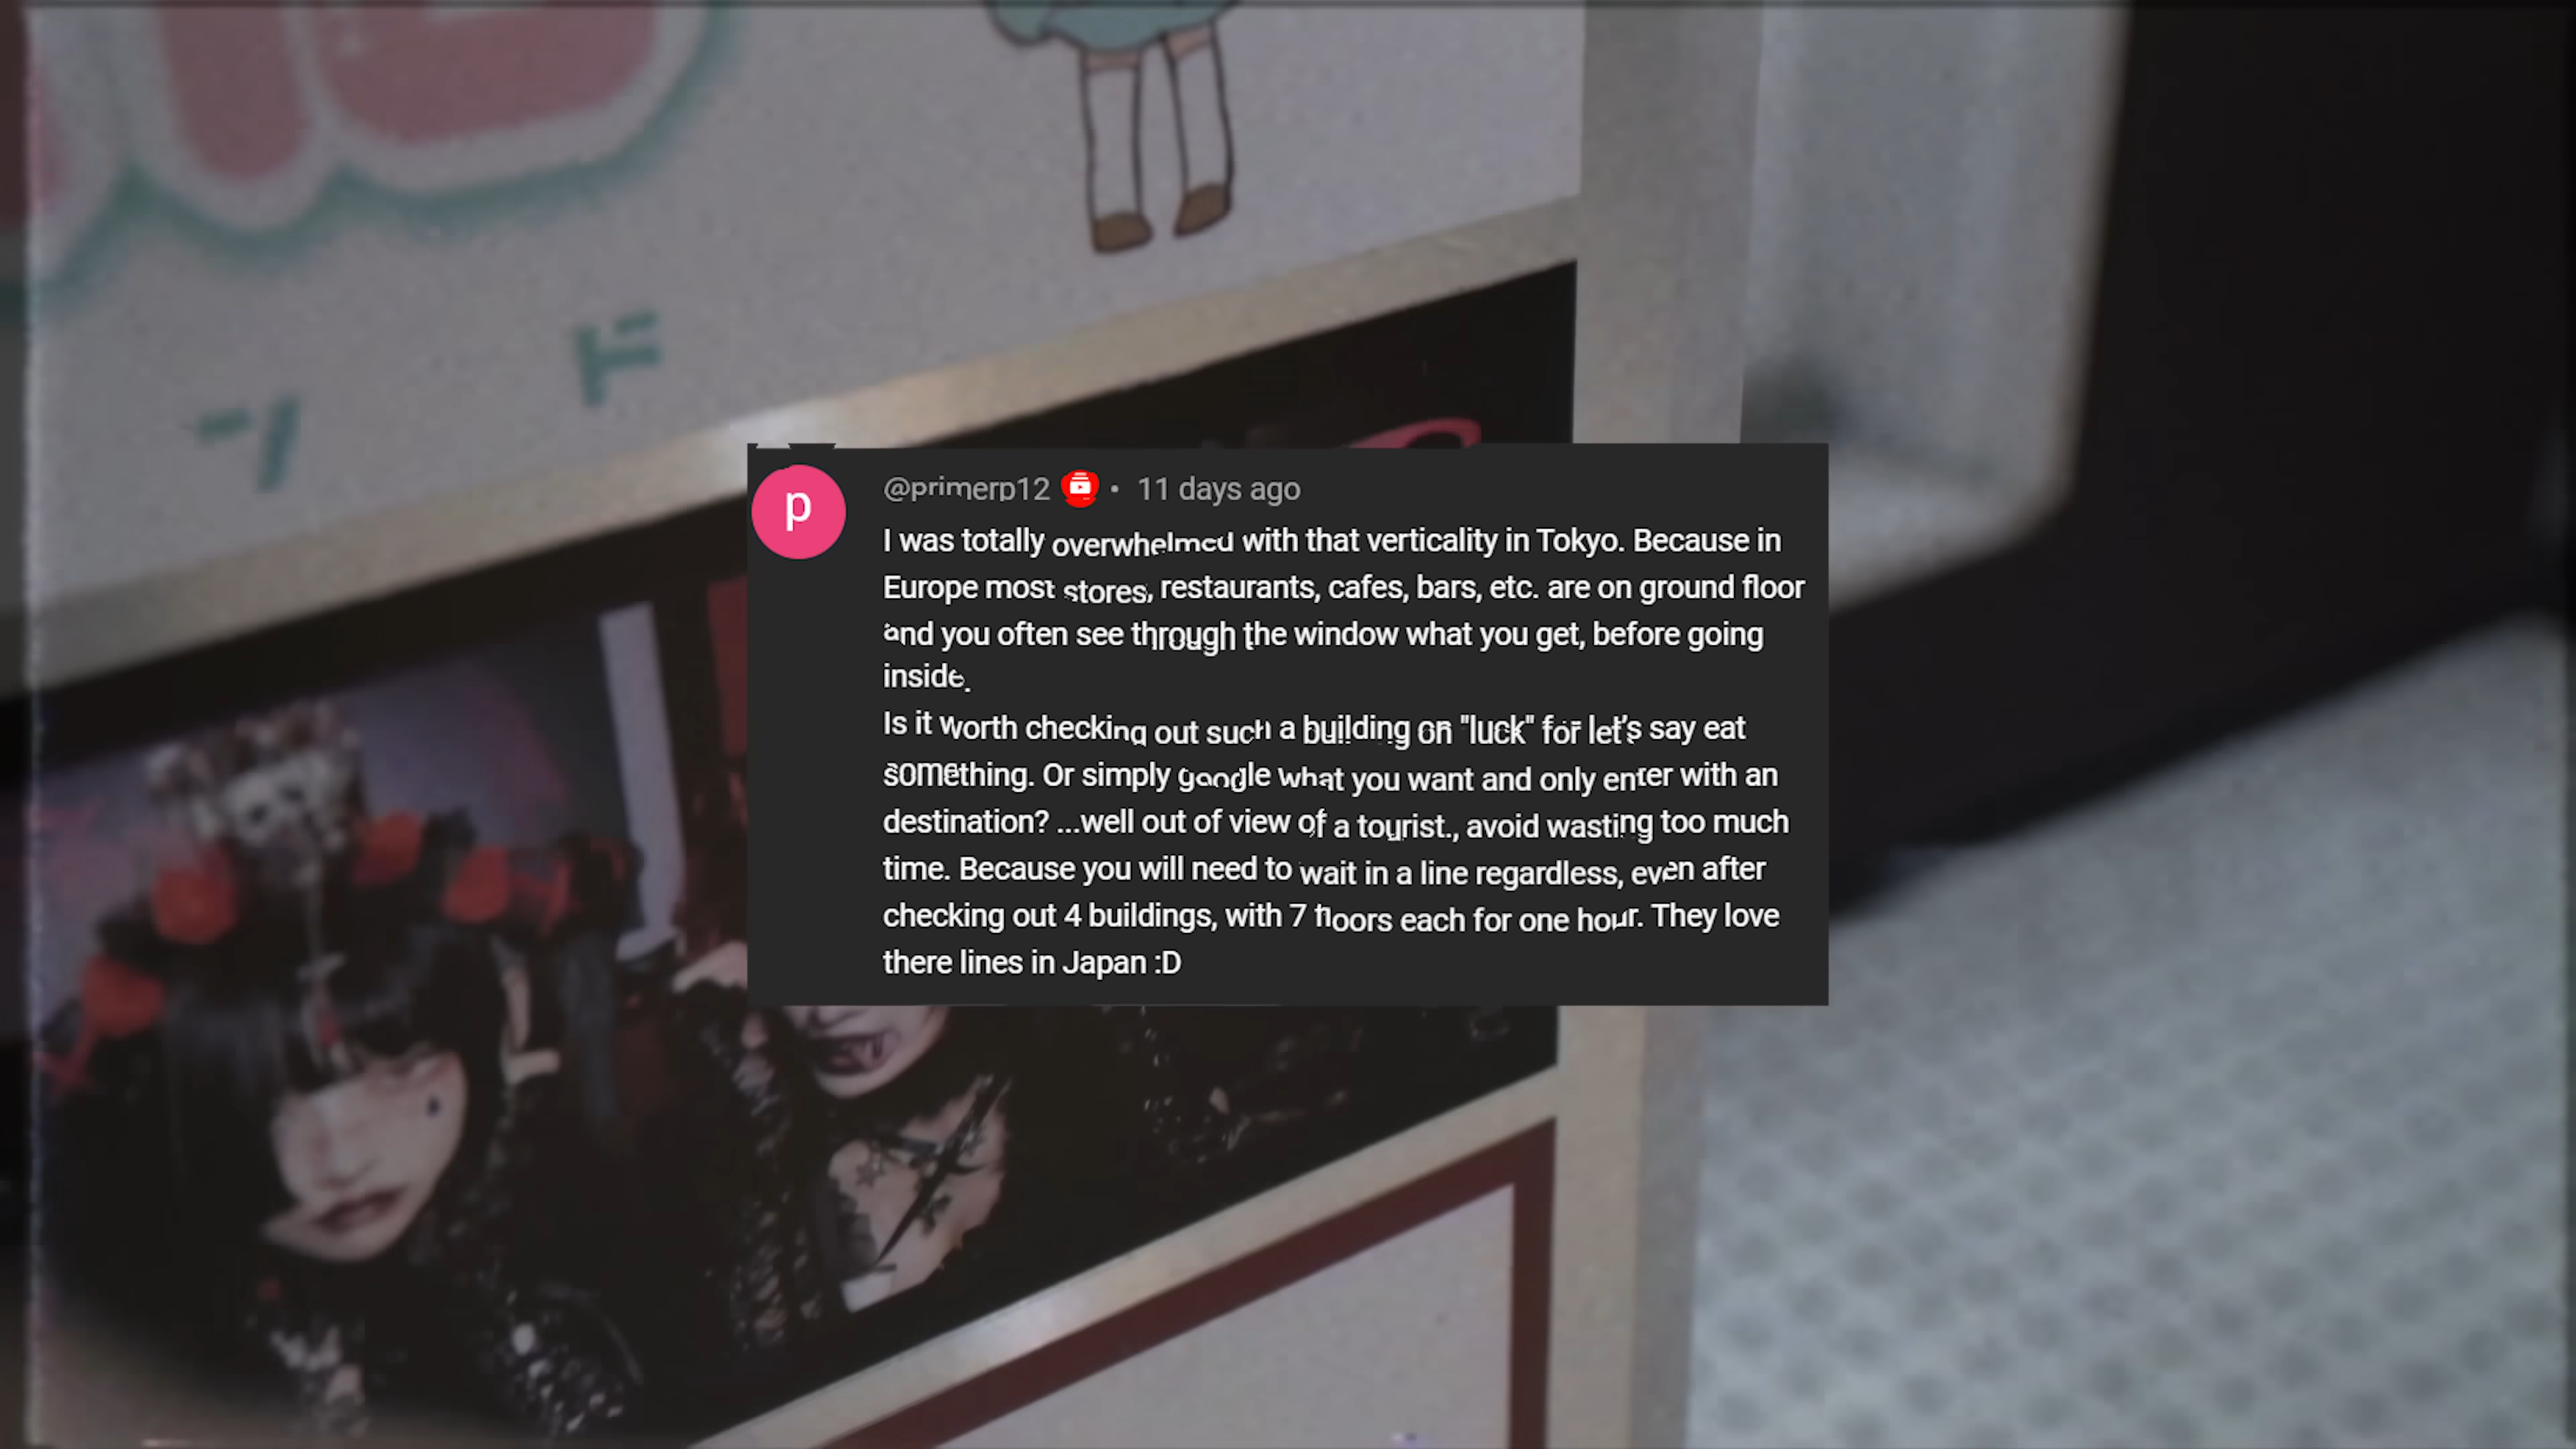 ンド
p
@primerp12 • 11 days ago
I was totally overwhelmed with that verticality in Tokyo. Because in
Europe most stores, restaurants, cafes, bars, etc. are on ground floor
and you often see through the window what you get, before going
inside.
Is it worth checking out such a building on "luck" for let's say eat
something. Or simply google what you want and only enter with an
destination? ...well out of view of a tourist., avoid wasting too much
time. Because you will need to wait in a line regardless, even after
checking out 4 buildings, with 7 floors each for one hour. They love
there lines in Japan :D